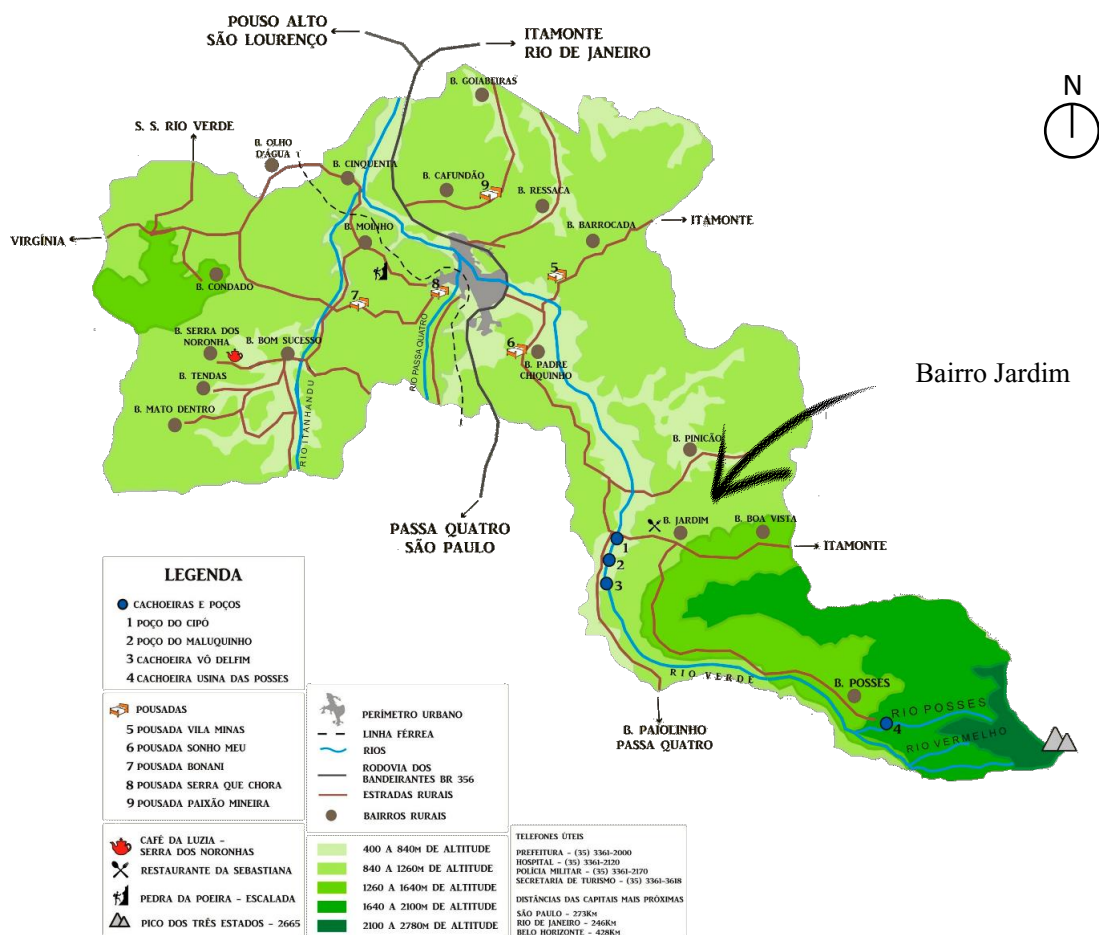 POUSO ALTO
SÃO LOURENÇO
ITAMONTE
RIO DE JANEIRO
N
B. GOIABEIRAS
S. S. RIO VERDE
B. OLHO
D'ÁGUA
B. CINQUENTA
B. CAFUNDÃO
9
B. RESSACA
B. BARROCADA
ITAMONTE
VIRGÍNIA
B. MOINHO
B. CONDADO
7
8
5
B. SERRA DOS
NORONHA
B. BOM SUCESSO
6
B. PADRE
CHIQUINHO
RIO PASSA QUATRO
B. TENDAS
B. MATO DENTRO
RIO ITANHANDU
Bairro Jardim
B. PINICÃO
PASSA QUATRO
SÃO PAULO
B. JARDIM
B. BOA VISTA
ITAMONTE
1
2
3
RIO VERDE
B. POSSES
RIO POSSES
4
RIO VERMELHO
B. PAIOLINHO
PASSA QUATRO
LEGENDA
CACHOEIRAS E POÇOS
1 POÇO DO CIPÓ
2 POÇO DO MALUQUINHO
3 CACHOEIRA VÔ DELFIM
4 CACHOEIRA USINA DAS POSSES
POUSADAS
5 POUSADA VILA MINAS
6 POUSADA SONHO MEU
7 POUSADA BONANI
8 POUSADA SERRA QUE CHORA
9 POUSADA PAIXÃO MINEIRA
CAFÉ DA LUZIA -
SERRA DOS NORONHAS
RESTAURANTE DA SEBASTIANA
PEDRA DA POEIRA - ESCALADA
PICO DOS TRÊS ESTADOS - 2665
PERÍMETRO URBANO
LINHA FÉRREA
RIOS
RODOVIA DOS
BANDEIRANTES BR 356
ESTRADAS RURAIS
BAIRROS RURAIS
400 A 840M DE ALTITUDE
840 A 1260M DE ALTITUDE
1260 A 1640M DE ALTITUDE
1640 A 2100M DE ALTITUDE
2100 A 2780M DE ALTITUDE
TELEFONES ÚTEIS
PREFEITURA - (35) 3361-2000
HOSPITAL - (35) 3361-2120
POLÍCIA MILITAR - (35) 3361-2170
SECRETARIA DE TURISMO - (35) 3361-3618
DISTÂNCIAS DAS CAPITAIS MAIS PRÓXIMAS
SÃO PAULO - 273KM
RIO DE JANEIRO - 246KM
BELO HORIZONTE - 428KM